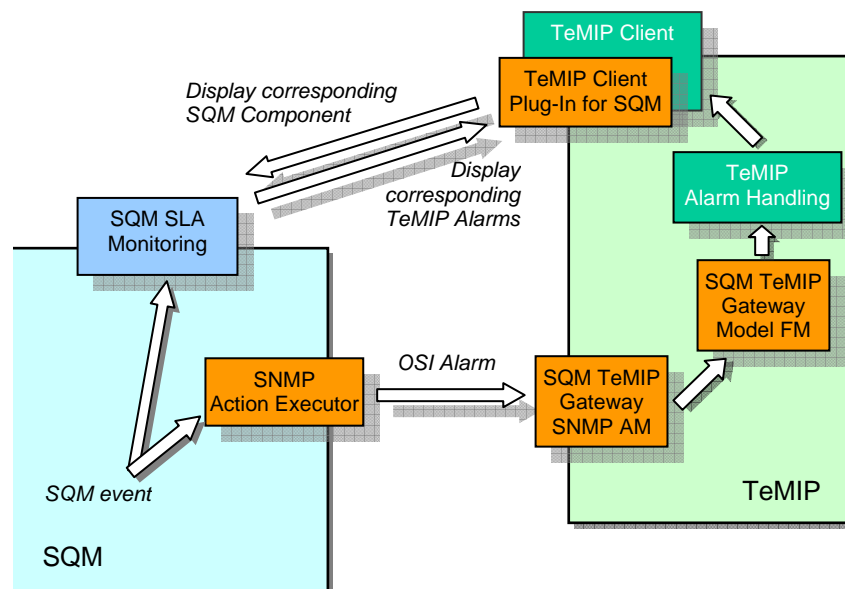 TeMIP Client
TeMIP Client
Plug-In for SQM
Display corresponding
SQM Component
Display
corresponding
TeMIP Alarms
TeMIP
Alarm Handling
SQM SLA
Monitoring
SQM TeMIP
Gateway
Model FM
SNMP
Action Executor
OSI Alarm
SQM TeMIP
Gateway
SNMP AM
SQM event
TeMIP
SQM